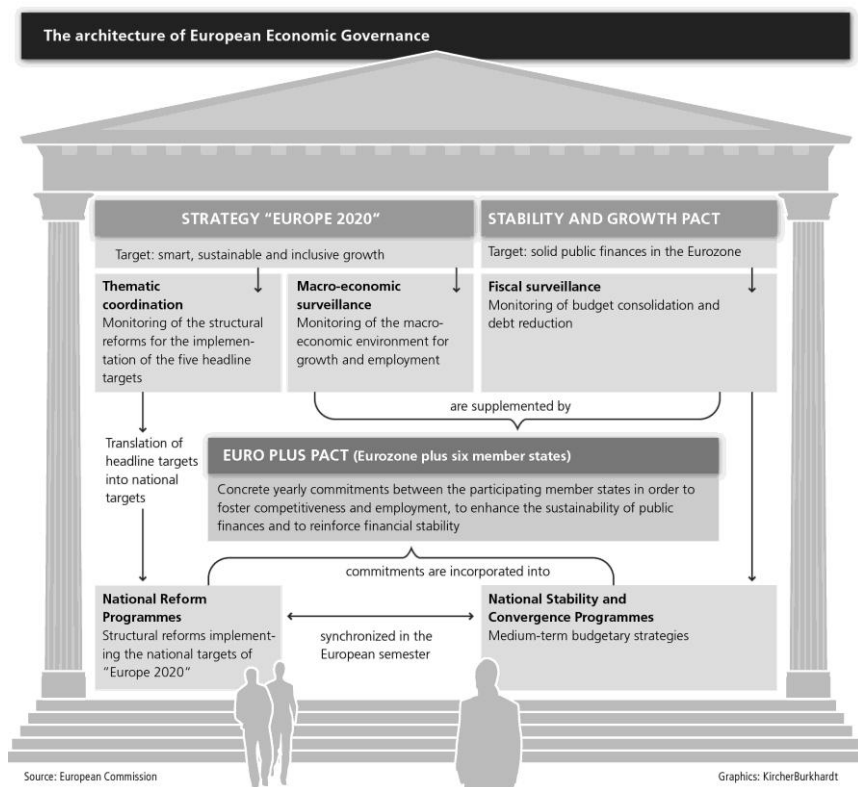 The architecture of European Economic Governance
STRATEGY "EUROPE 2020"
Target: smart, sustainable and inclusive growth
STABILITY AND GROWTH PACT
Target: solid public finances in the Eurozone
Thematic
coordination
Monitoring of the structural
reforms for the implemen-
tation of the five headline
targets
Macro-economic
surveillance
Monitoring of the macro-
economic environment for
growth and employment
Fiscal surveillance
Monitoring of budget consolidation and
debt reduction
are supplemented by
Translation of
headline targets
into national
targets
EURO PLUS PACT (Eurozone plus six member states)
Concrete yearly commitments between the participating member states in order to
foster competitiveness and employment, to enhance the sustainability of public
finances and to reinforce financial stability
commitments are incorporated into
National Reform
Programmes
Structural reforms implement-
ing the national targets of
"Europe 2020"
synchronized in the
European semester
National Stability and
Convergence Programmes
Medium-term budgetary strategies
Source: European Commission
Graphics: KircherBurkhardt